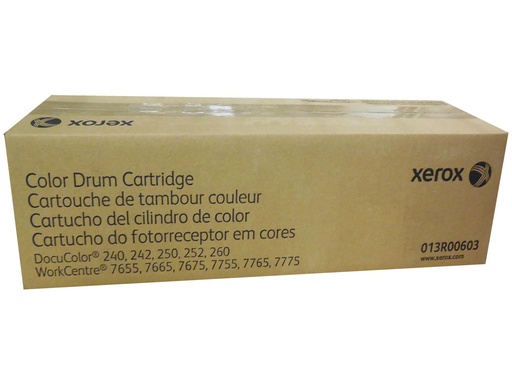 xerox
Color Drum Cartridge
Cartouche de tambour couleur
Cartucho del cilindro de color
Cartucho do fotorreceptor em cores
DocuColor® 240, 242, 250, 252, 260
WorkCentre® 7655, 7665, 7675, 7755, 7765, 7775
xerox
013R00603
www.xerox.com